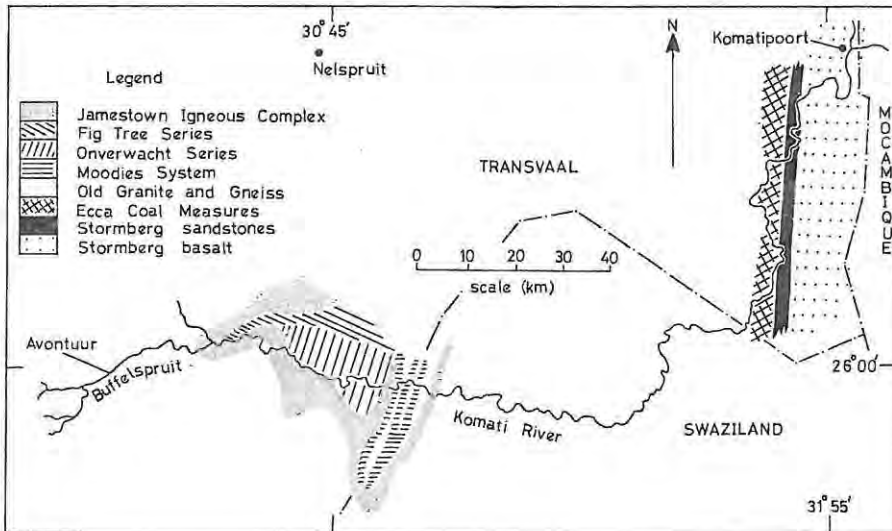 30° 45'
Nelspruit
Komatipoort
N
Legend
Jamestown Igneous Complex
Fig Tree Series
Onverwacht Series
Moodies System
Old Granite and Gneiss
Ecca Coal Measures
Stormberg sandstones
Stormberg basalt
TRANSVAAL
MOCAMBIQUE
0 10 20 30 40
scale (km)
Avontuur
Buffelspruit
26° 00'
Komati River
SWAZILAND
31° 55'